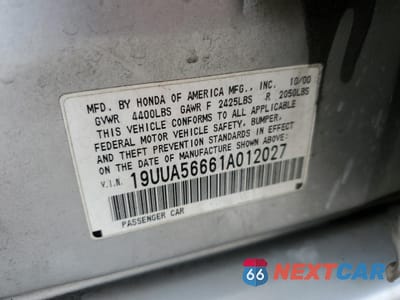 MFD. BY HONDA OF AMERICA MFG., INC. 10/00
GVWR 4400LBS GAWR F 2425LBS R 2050LBS
THIS VEHICLE CONFORMS TO ALL APPLICABLE
FEDERAL MOTOR VEHICLE SAFETY, BUMPER,
AND THEFT PREVENTION STANDARDS IN EFFECT
ON THE DATE OF MANUFACTURE SHOWN ABOVE.
V.I.N. 19UUA56661A012027
PASSENGER CAR
66 NEXTCAR